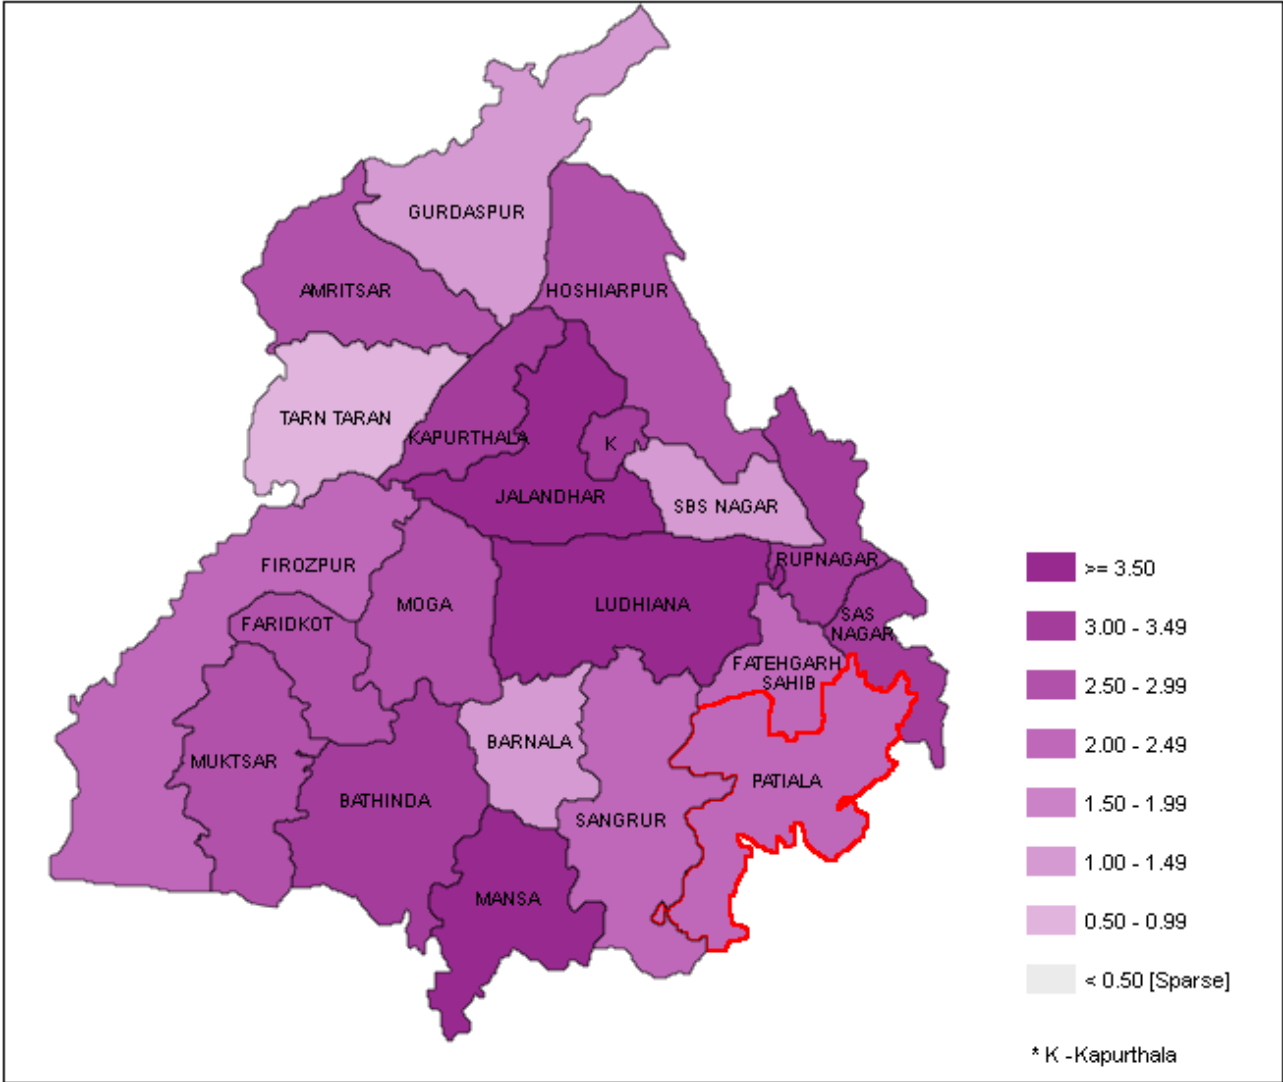 GURDASPUR
AMRITSAR
HOSHIARPUR
TARN TARAN
KAPURTHALA
K
JALANDHAR
SBS NAGAR
FIROZPUR
RUPNAGAR
MOGA
LUDHIANA
FARIDKOT
SAS
NAGAR
FATEHGARH
SAHIB
BARNALA
MUKTSAR
PATIALA
BATHINDA
SANGRUR
MANSA
>= 3.50
3.00 - 3.49
2.50 - 2.99
2.00 - 2.49
1.50 - 1.99
1.00 - 1.49
0.50 - 0.99
< 0.50 [Sparse]
* K -Kapurthala